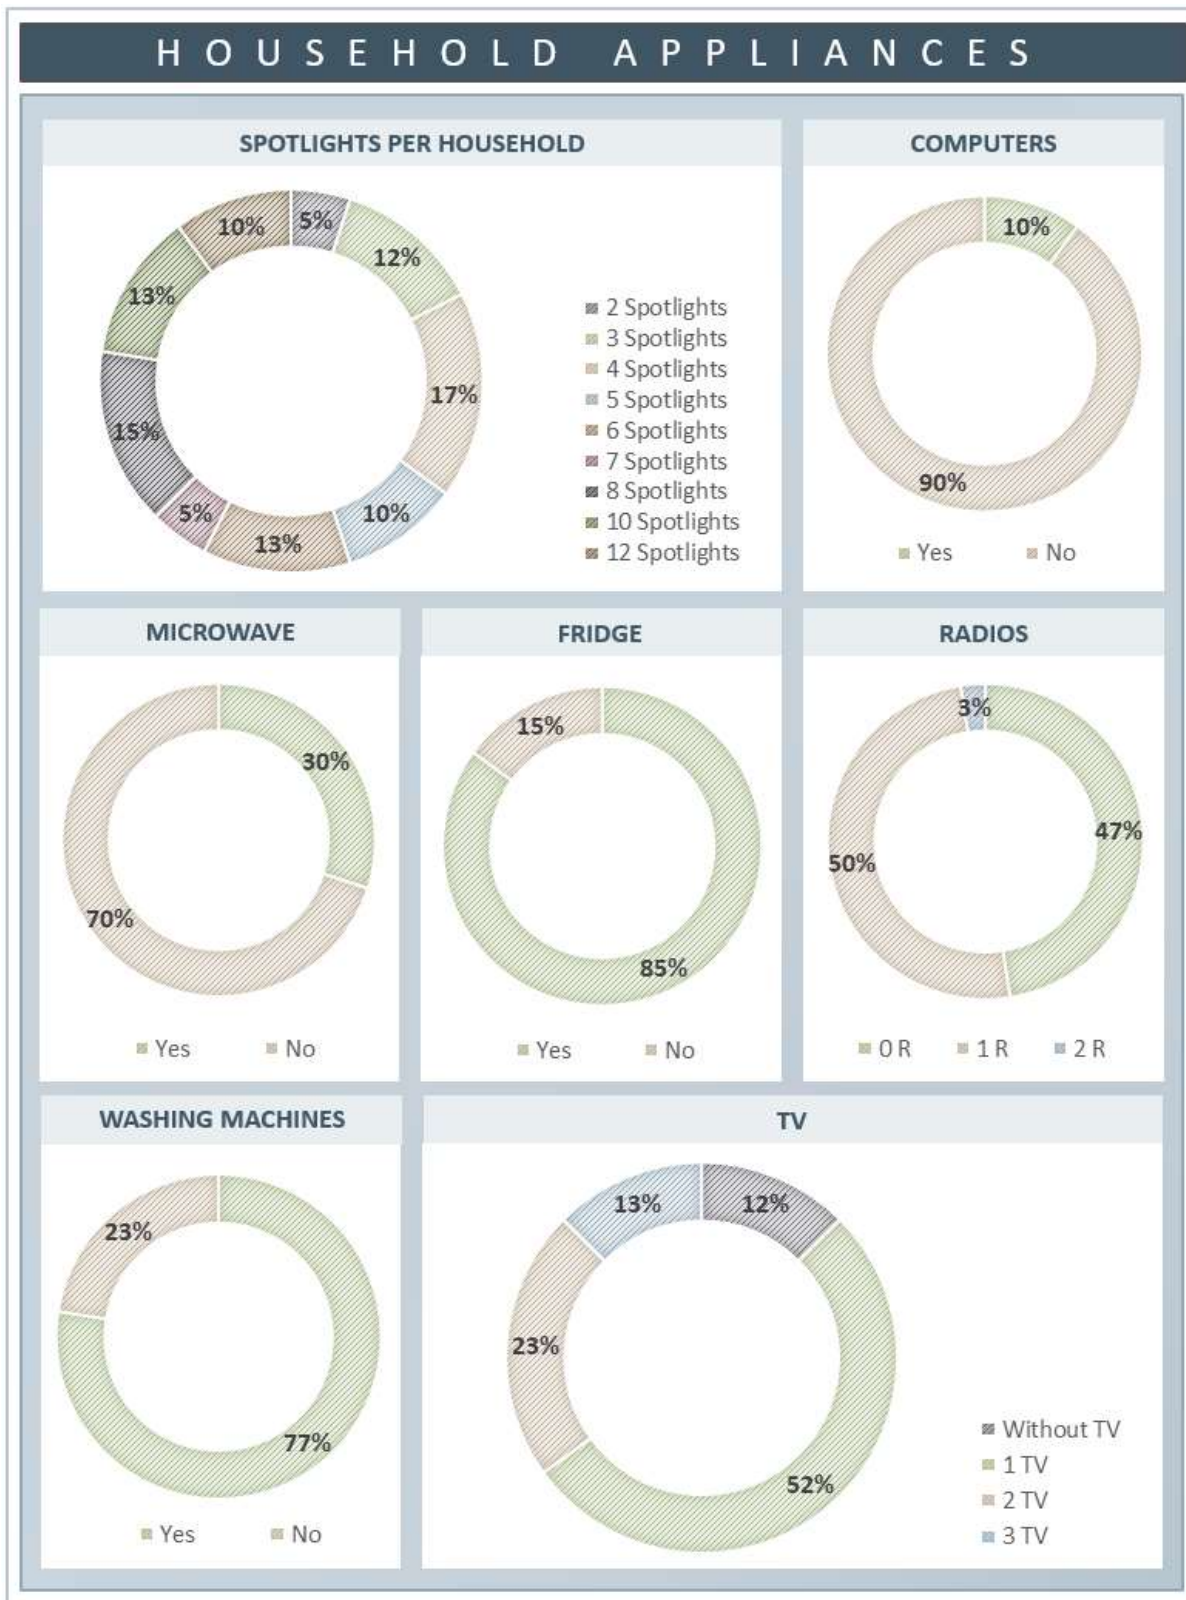 HOUSEHOLD APPLIANCES
SPOTLIGHTS PER HOUSEHOLD
5%
12%
17%
10%
13%
5%
15%
13%
10%
2 Spotlights
3 Spotlights
4 Spotlights
5 Spotlights
6 Spotlights
7 Spotlights
8 Spotlights
10 Spotlights
12 Spotlights
COMPUTERS
10%
90%
Yes No
MICROWAVE
30%
70%
Yes No
FRIDGE
15%
85%
Yes No
RADIOS
3%
47%
50%
0 R 1 R 2 R
WASHING MACHINES
23%
77%
Yes No
TV
13% 12%
23%
52%
Without TV
1 TV
2 TV
3 TV